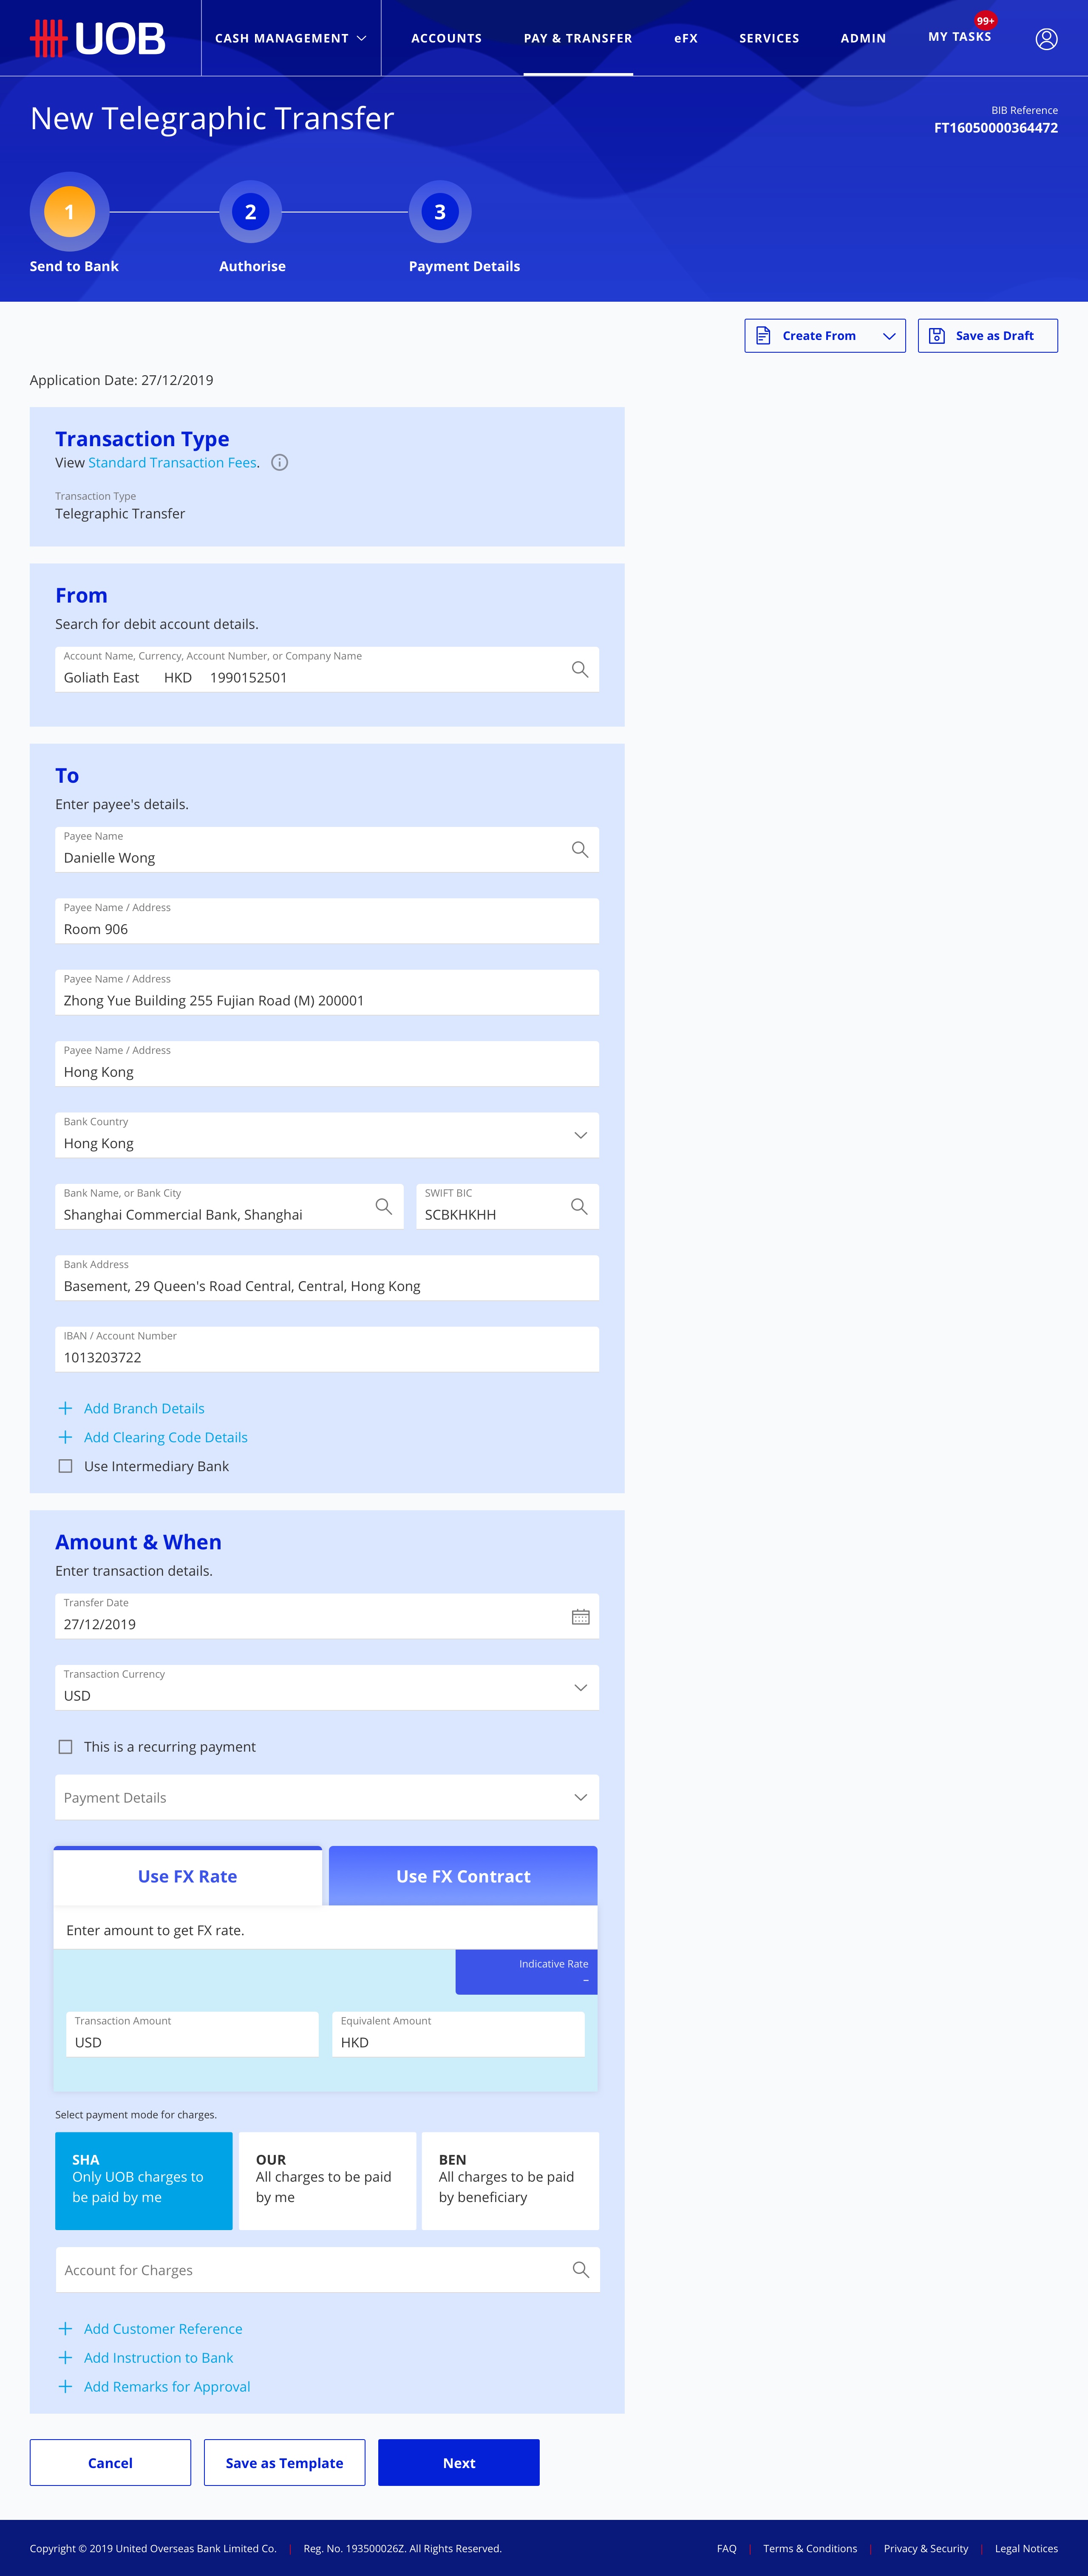 UOB
CASH MANAGEMENT
ACCOUNTS
PAY & TRANSFER
eFX
SERVICES
ADMIN
MY TASKS
99+
New Telegraphic Transfer
BIB Reference
FT16050000364472
1
2
3
Send to Bank
Authorise
Payment Details
Create From
Save as Draft
Application Date: 27/12/2019
Transaction Type
View Standard Transaction Fees.
Transaction Type
Telegraphic Transfer
From
Search for debit account details.
Account Name, Currency, Account Number, or Company Name
Goliath East HKD 1990152501
To
Enter payee's details.
Payee Name
Danielle Wong
Payee Name / Address
Room 906
Payee Name / Address
Zhong Yue Building 255 Fujian Road (M) 200001
Payee Name / Address
Hong Kong
Bank Country
Hong Kong
Bank Name, or Bank City
Shanghai Commercial Bank, Shanghai
SWIFT BIC
SCBKHKHH
Bank Address
Basement, 29 Queen's Road Central, Central, Hong Kong
IBAN / Account Number
1013203722
Add Branch Details
Add Clearing Code Details
Use Intermediary Bank
Amount & When
Enter transaction details.
Transfer Date
27/12/2019
Transaction Currency
USD
This is a recurring payment
Payment Details
Use FX Rate
Use FX Contract
Enter amount to get FX rate.
Indicative Rate
–
Transaction Amount
USD
Equivalent Amount
HKD
Select payment mode for charges.
SHA
Only UOB charges to
be paid by me
OUR
All charges to be paid
by me
BEN
All charges to be paid
by beneficiary
Account for Charges
Add Customer Reference
Add Instruction to Bank
Add Remarks for Approval
Cancel
Save as Template
Next
Copyright © 2019 United Overseas Bank Limited Co. | Reg. No. 193500026Z. All Rights Reserved.
FAQ | Terms & Conditions | Privacy & Security | Legal Notices